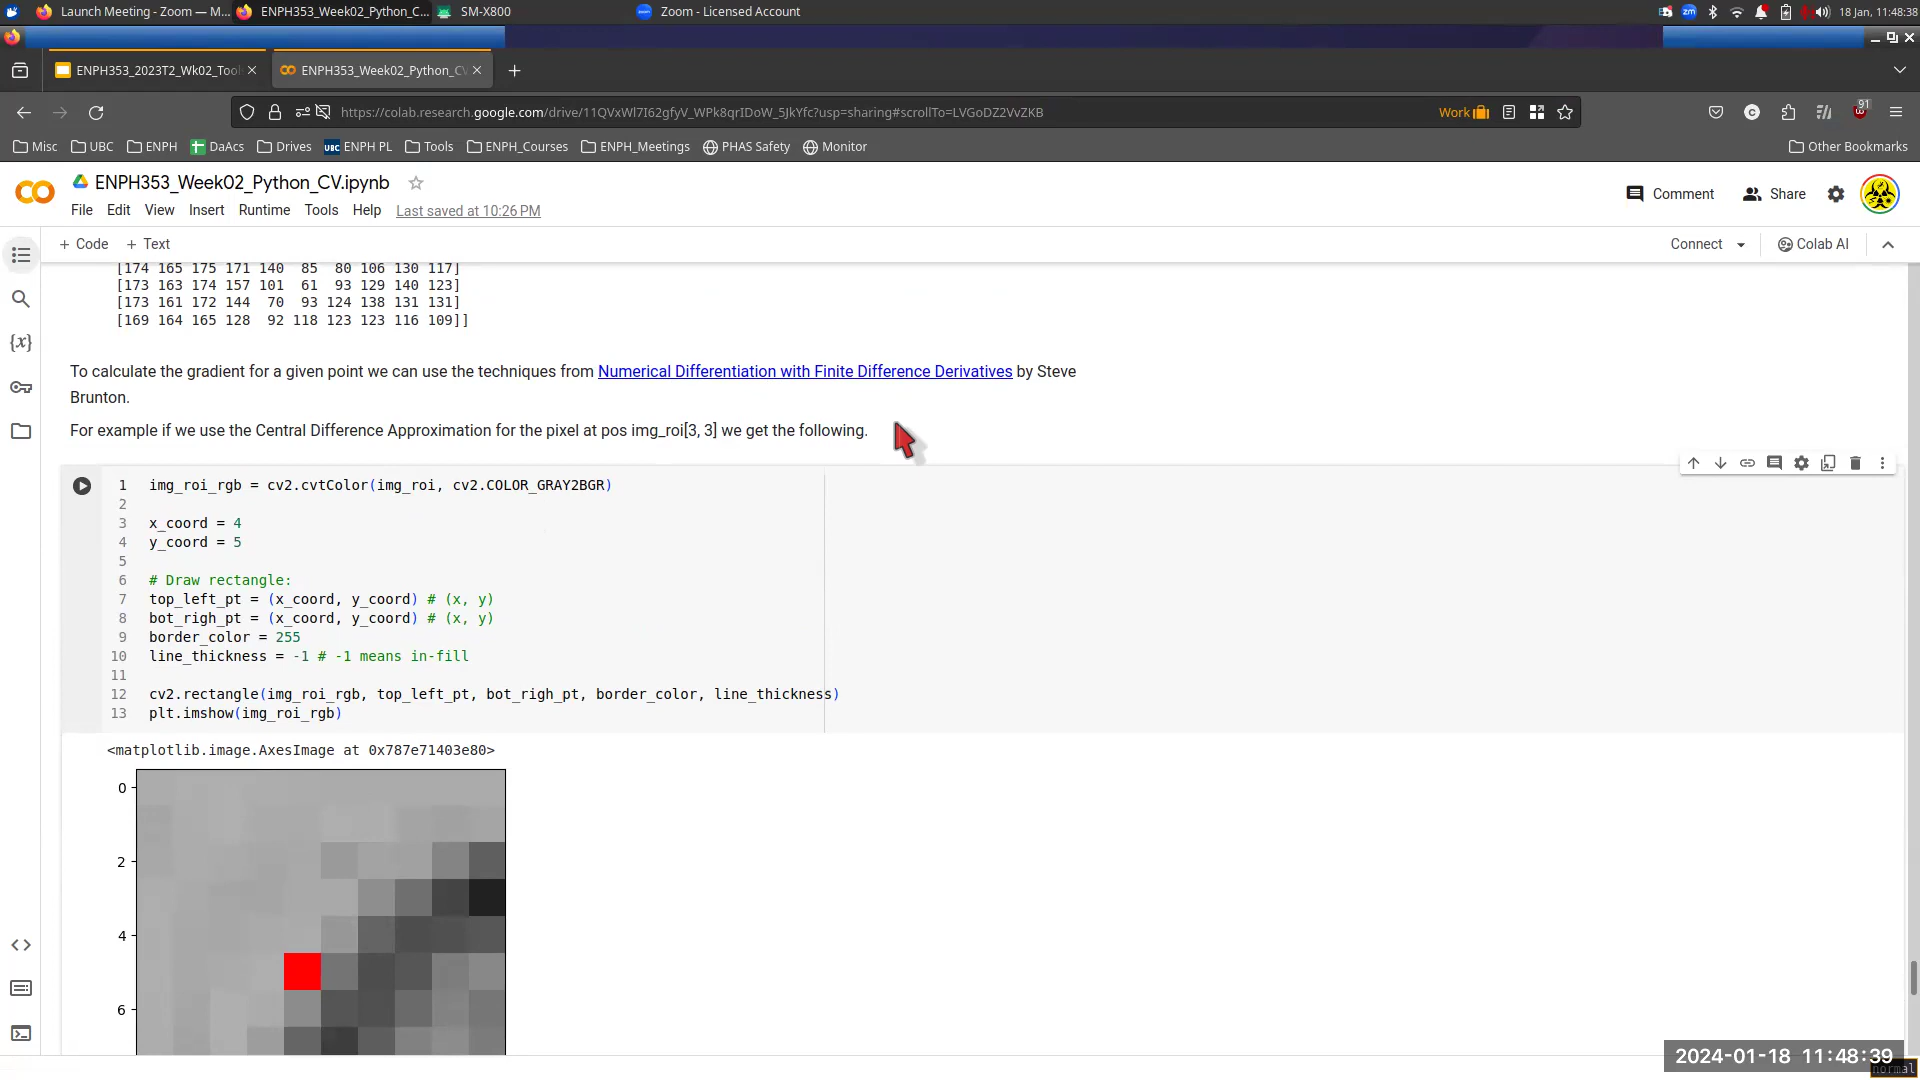 Launch Meeting - Zoom — M...
ENPH353_Week02_Python_C...
SM-X800
Zoom - Licensed Account
18 Jan, 11:48:38
ENPH353_2023T2_Wk02_Tool
ENPH353_Week02_Python_CV
https://colab.research.google.com/drive/11QVxWl7I62gfyV_WPk8qrIDoW_5JkYfc?usp=sharing#scrollTo=LVGoDZ2VvZKB
Work
91
Misc
UBC
ENPH
DaAcs
Drives
UBC ENPH PL
Tools
ENPH_Courses
ENPH_Meetings
PHAS Safety
Monitor
Other Bookmarks
ENPH353_Week02_Python_CV.ipynb
Comment
Share
File Edit View Insert Runtime Tools Help Last saved at 10:26 PM
+ Code + Text
Connect
Colab AI
[174 165 175 171 140 85 80 106 130 117]
[173 163 174 157 101 61 93 129 140 123]
[173 161 172 144 70 93 124 138 131 131]
[169 164 165 128 92 118 123 123 116 109]]
To calculate the gradient for a given point we can use the techniques from Numerical Differentiation with Finite Difference Derivatives by Steve
Brunton.
For example if we use the Central Difference Approximation for the pixel at pos img_roi[3, 3] we get the following.
1 img_roi_rgb = cv2.cvtColor(img_roi, cv2.COLOR_GRAY2BGR)
2
3 x_coord = 4
4 y_coord = 5
5
6 # Draw rectangle:
7 top_left_pt = (x_coord, y_coord) # (x, y)
8 bot_righ_pt = (x_coord, y_coord) # (x, y)
9 border_color = 255
10 line_thickness = -1 # -1 means in-fill
11
12 cv2.rectangle(img_roi_rgb, top_left_pt, bot_righ_pt, border_color, line_thickness)
13 plt.imshow(img_roi_rgb)
<matplotlib.image.AxesImage at 0x787e71403e80>
0
2
4
6
2024-01-18 11:48:39
normal